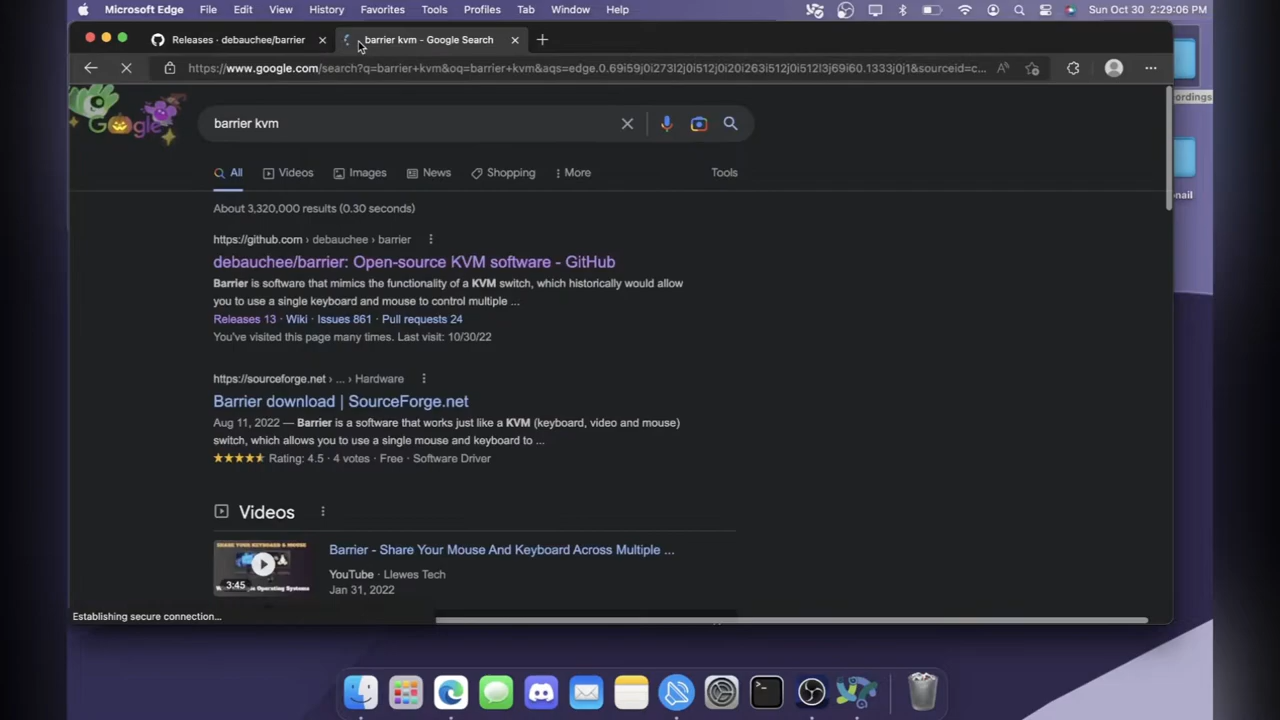 Microsoft Edge File Edit View History Favorites Tools Profiles Tab Window Help Sun Oct 30 2:29:06 PM
Releases · debauchee/barrier
barrier kvm - Google Search
https://www.google.com/search?q=barrier+kvm&oq=barrier+kvm&aqs=edge.0.69i59j0i273l2j0i512j0i20i263i512j0i512l3j69i60.1333j0j1&sourceid=c...
ordings
Google
barrier kvm
All Videos Images News Shopping More Tools
nail
About 3,320,000 results (0.30 seconds)
https://github.com › debauchee › barrier
debauchee/barrier: Open-source KVM software - GitHub
Barrier is software that mimics the functionality of a KVM switch, which historically would allow
you to use a single keyboard and mouse to control multiple ...
Releases 13 · Wiki · Issues 861 · Pull requests 24
You've visited this page many times. Last visit: 10/30/22
https://sourceforge.net › ... › Hardware
Barrier download | SourceForge.net
Aug 11, 2022 — Barrier is a software that works just like a KVM (keyboard, video and mouse)
switch, which allows you to use a single mouse and keyboard to ...
Rating: 4.5 · 4 votes · Free · Software Driver
Videos
SHARE YOUR KEYBOARD & MOUSE
3:45
Barrier - Share Your Mouse And Keyboard Across Multiple ...
YouTube · Llewes Tech
Jan 31, 2022
Establishing secure connection...